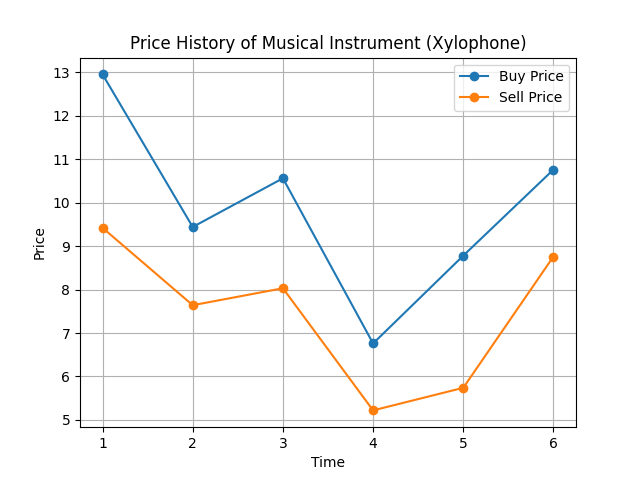 Price History of Musical Instrument (Xylophone)
Buy Price
Sell Price
13
12
11
10
9
8
7
6
5
Price
1 2 3 4 5 6
Time